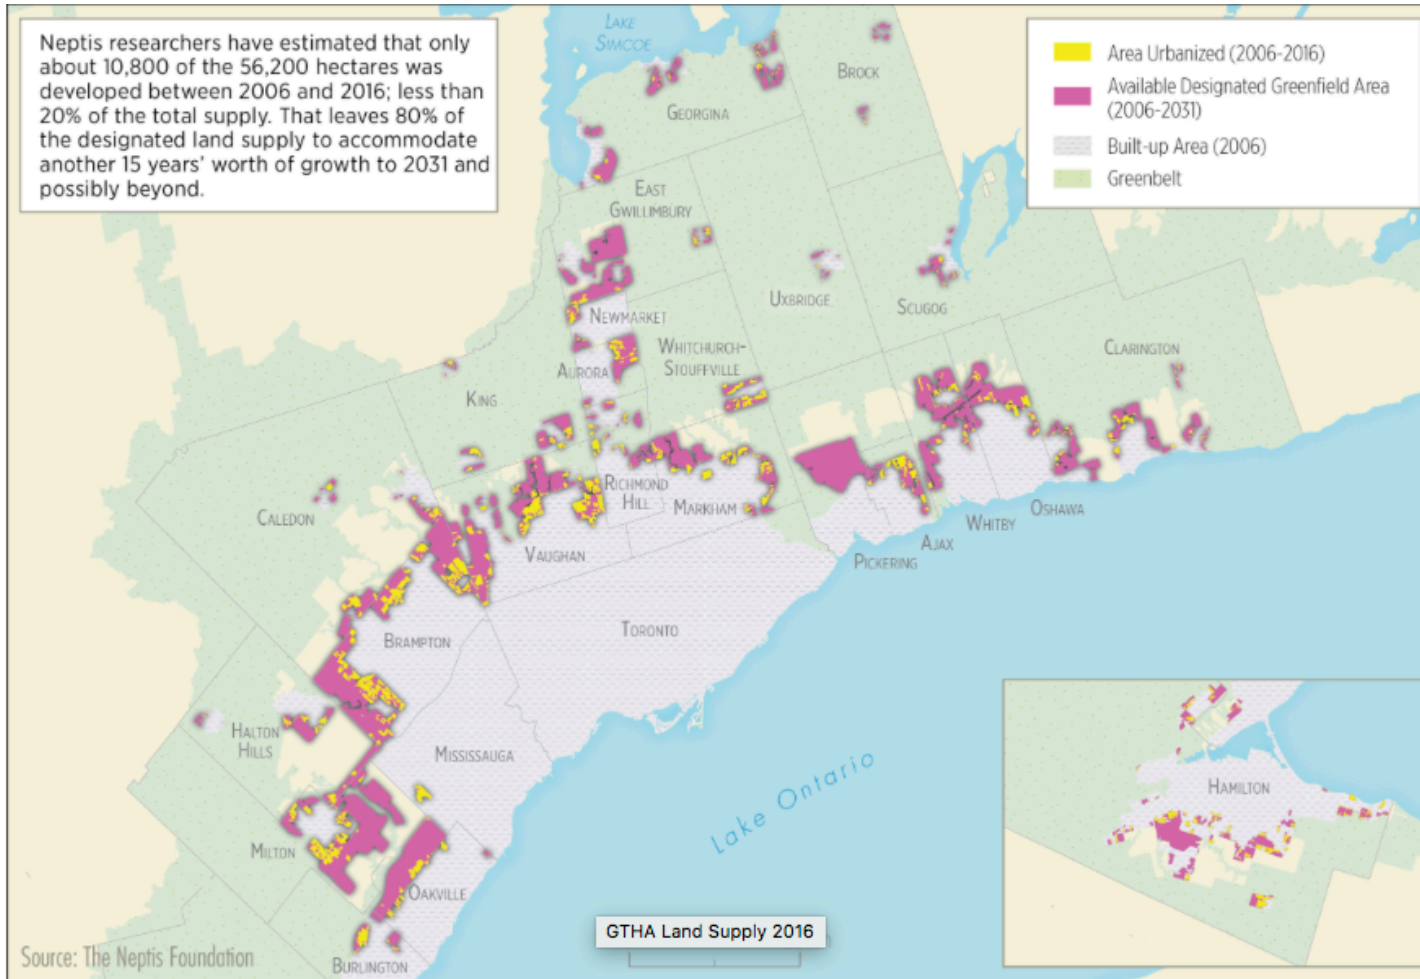 Neptis researchers have estimated that only
about 10,800 of the 56,200 hectares was
developed between 2006 and 2016; less than
20% of the total supply. That leaves 80% of
the designated land supply to accommodate
another 15 years' worth of growth to 2031 and
possibly beyond.
LAKE
SIMCOE
Area Urbanized (2006-2016)
Available Designated Greenfield Area
(2006-2031)
Built-up Area (2006)
Greenbelt
BROCK
GEORGINA
EAST
GWILLIMBURY
UXBRIDGE
SCUGOG
NEWMARKET
WHITCHURCH-
STOUFFVILLE
CLARINGTON
AURORA
KING
RICHMOND
HILL
MARKHAM
CALEDON
VAUGHAN
OSHAWA
WHITBY
AJAX
PICKERING
BRAMPTON
TORONTO
HALTON
HILLS
MISSISSAUGA
Lake Ontario
HAMILTON
MILTON
OAKVILLE
BURLINGTON
GTHA Land Supply 2016
Source: The Neptis Foundation